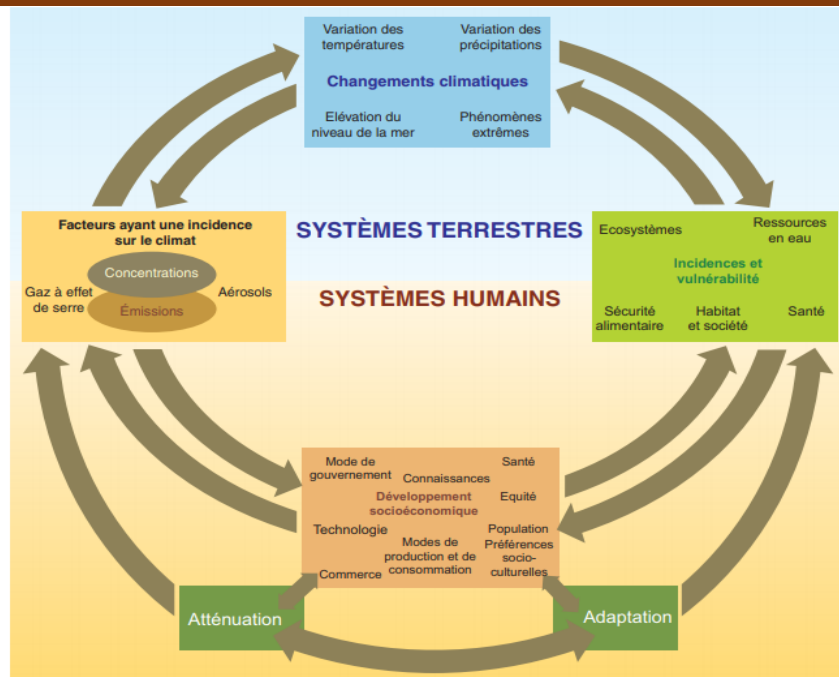 Variation des
températures
Variation des
précipitations
Changements climatiques
Elévation du
niveau de la mer
Phénomènes
extrêmes
Facteurs ayant une incidence
sur le climat
Concentrations
Gaz à effet
de serre
Émissions
Aérosols
SYSTÈMES TERRESTRES
SYSTÈMES HUMAINS
Ecosystèmes
Ressources
en eau
Incidences et
vulnérabilité
Sécurité
alimentaire
Habitat
et société
Santé
Mode de
gouvernement
Connaissances
Santé
Développement
socioéconomique
Equité
Technologie
Modes de
production et de
consommation
Population
Préférences
socio-
culturelles
Commerce
Atténuation
Adaptation